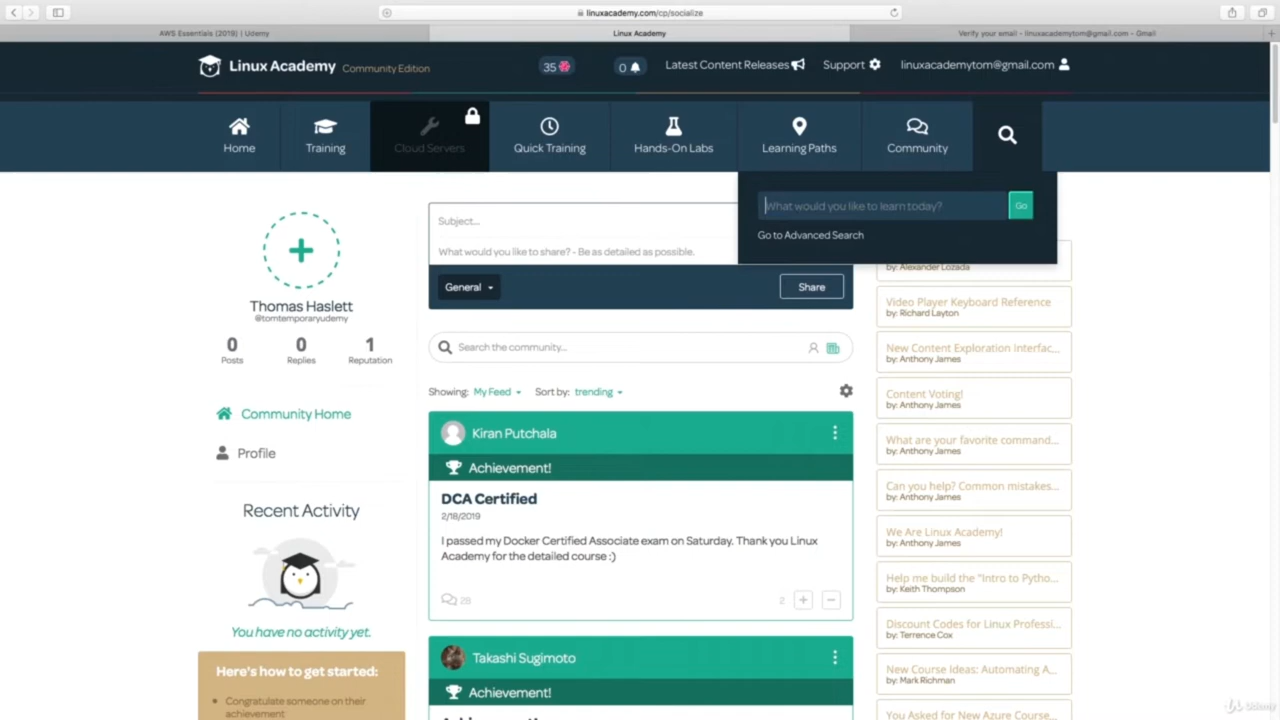 linuxacademy.com/cp/socialize
AWS Essentials (2019) | Udemy
Linux Academy
Verify your email - linuxacademytom@gmail.com - Gmail
Linux Academy Community Edition
35
0
Latest Content Releases
Support
linuxacademytom@gmail.com
Home
Training
Cloud Servers
Quick Training
Hands-On Labs
Learning Paths
Community
What would you like to learn today?
Go
Go to Advanced Search
Thomas Haslett
@tomtemporaryudemy
0
Posts
0
Replies
1
Reputation
Community Home
Profile
Recent Activity
You have no activity yet.
Here's how to get started:
Congratulate someone on their
achievement
Subject...
What would you like to share? - Be as detailed as possible.
General
Share
Search the community...
Showing: My Feed
Sort by: trending
Kiran Putchala
Achievement!
DCA Certified
2/18/2019
I passed my Docker Certified Associate exam on Saturday. Thank you Linux
Academy for the detailed course :)
29
2
Takashi Sugimoto
Achievement!
by: Alexander Lozada
Video Player Keyboard Reference
by: Richard Layton
New Content Exploration Interfac...
by: Anthony James
Content Voting!
by: Anthony James
What are your favorite command...
by: Anthony James
Can you help? Common mistakes...
by: Anthony James
We Are Linux Academy!
by: Anthony James
Help me build the "Intro to Pytho...
by: Keith Thompson
Discount Codes for Linux Professi...
by: Terrence Cox
New Course Ideas: Automating A...
by: Mark Richman
You Asked for New Azure Course...
Udemy